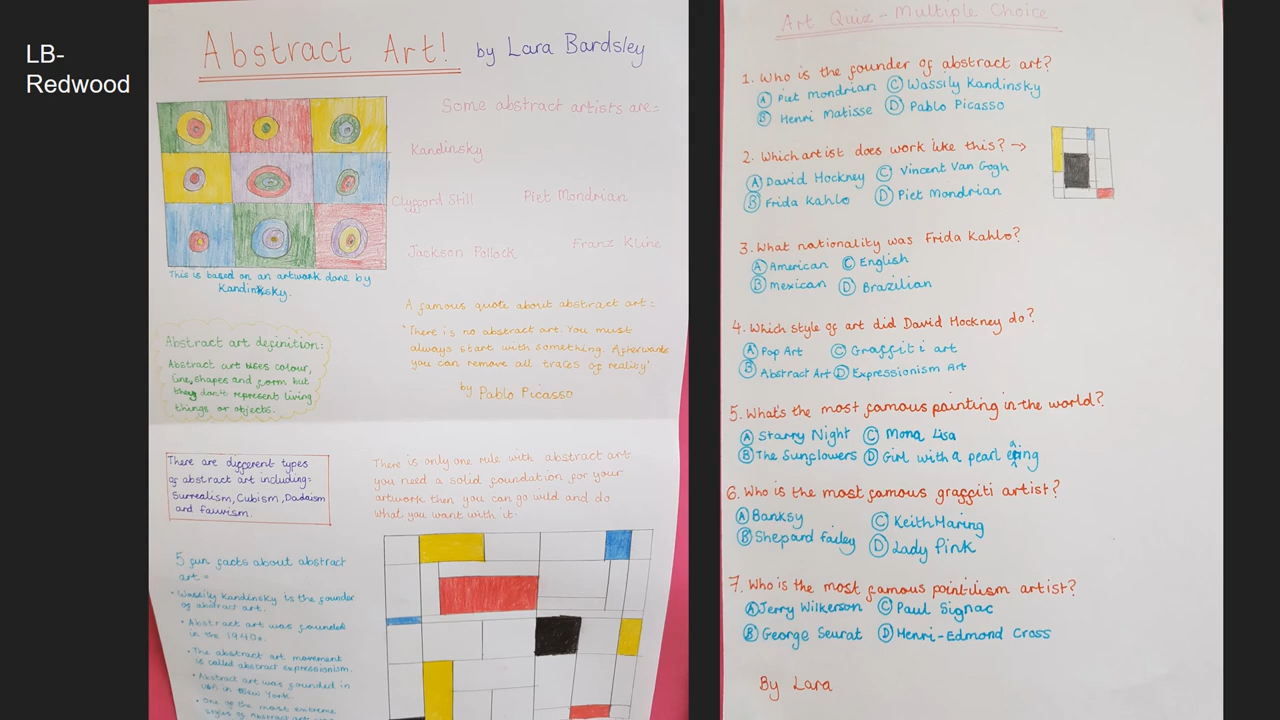 LB-
Redwood
Abstract Art! by Lara Bardsley
Some abstract artists are=
Kandinsky
Clyfford Still
Piet Mondrian
Jackson Pollock
Franz Kline
This is based on an artwork done by
Kandinsky.
A famous quote about abstract art=
'There is no abstract art. You must
always start with something. Afterwards
you can remove all traces of reality'
by Pablo Picasso
Abstract art definition:
Abstract art uses colour,
line, shapes and form but
they don't represent living
things or objects.
There are different types
of abstract art including:
Surrealism, Cubism, Dadaism
and fauvism.
There is only one rule with abstract art
you need a solid foundation for your
artwork then you can go wild and do
what you want with it.
5 fun facts about abstract
art =
• Wassily Kandinsky is the founder
of abstract art.
• Abstract art was founded
in the 1940s.
• The abstract art movement
is called abstract expressionism.
• Abstract art was founded in
USA in New York.
• One of the most extreme
styles of abstract art
Art Quiz - Multiple Choice
1. Who is the founder of abstract art?
A Piet Mondrian C Wassily Kandinsky
B Henri Matisse D Pablo Picasso
2. Which artist does work like this? →
A David Hockney C Vincent Van Gogh
B Frida Kahlo D Piet Mondrian
3. What nationality was Frida Kahlo?
A American C English
B Mexican D Brazilian
4. Which style of art did David Hockney do?
A Pop Art C Graffiti art
B Abstract Art D Expressionism Art
5. What's the most famous painting in the world?
A Starry Night C Mona Lisa
B The Sunflowers D Girl with a pearl earing
6. Who is the most famous graffiti artist?
A Banksy C Keith Haring
B Shepard Failey D Lady Pink
7. Who is the most famous pointilism artist?
A Jerry Wilkerson C Paul Signac
B George Seurat D Henri-Edmond Cross
By Lara